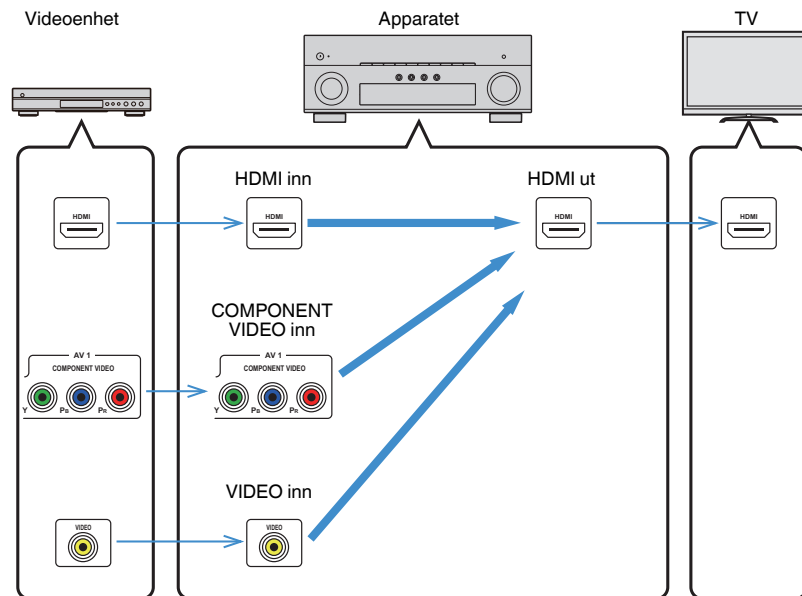 Videoenhet
Apparatet
TV
HDMI inn
HDMI ut
HDMI
HDMI
HDMI
HDMI
COMPONENT
VIDEO inn
AV 1
COMPONENT VIDEO
Y PB PR
AV 1
COMPONENT VIDEO
Y PB PR
VIDEO inn
VIDEO
VIDEO